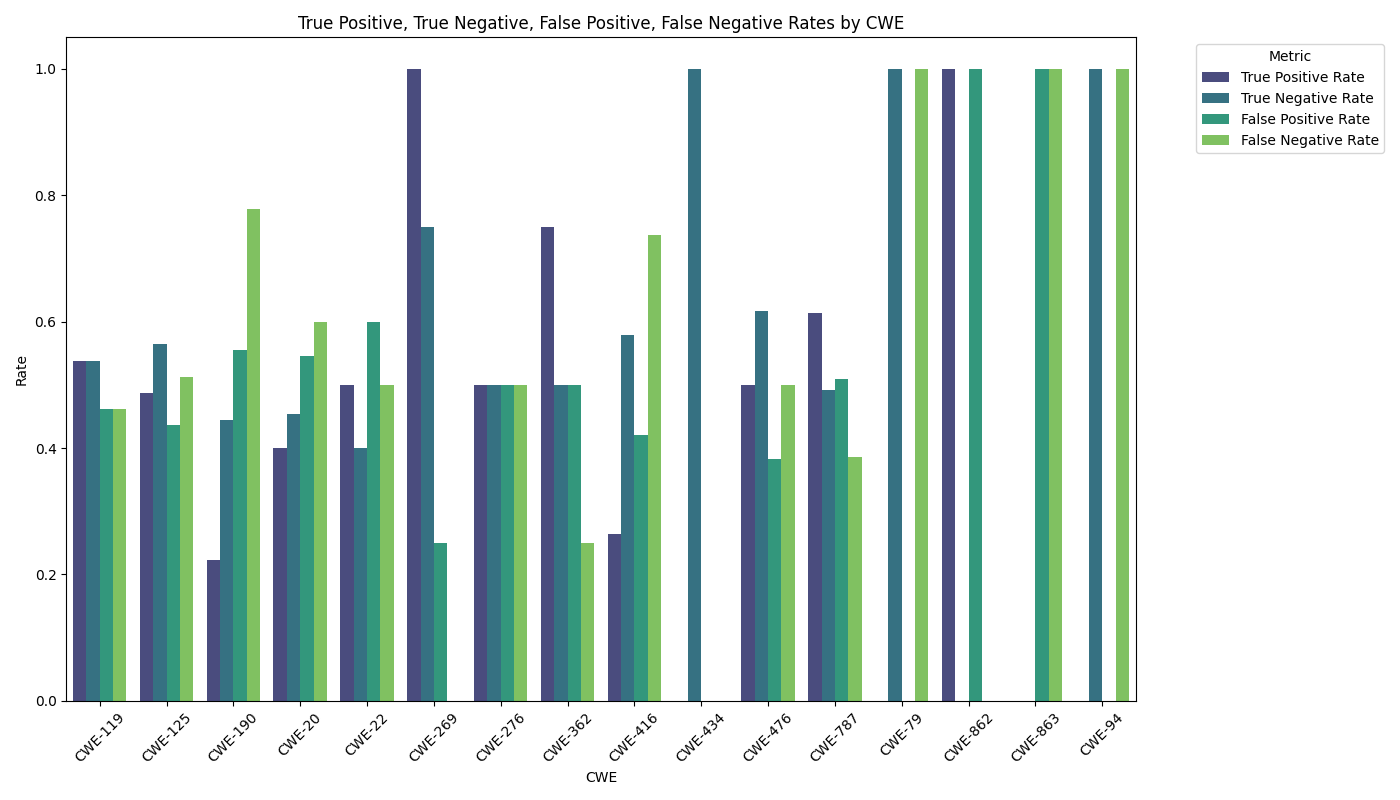 True Positive, True Negative, False Positive, False Negative Rates by CWE
Metric
True Positive Rate
True Negative Rate
False Positive Rate
False Negative Rate
Rate
1.0
0.8
0.6
0.4
0.2
0.0
CWE-119
CWE-125
CWE-190
CWE-20
CWE-22
CWE-269
CWE-276
CWE-362
CWE-416
CWE-434
CWE-476
CWE-787
CWE-79
CWE-862
CWE-863
CWE-94
CWE